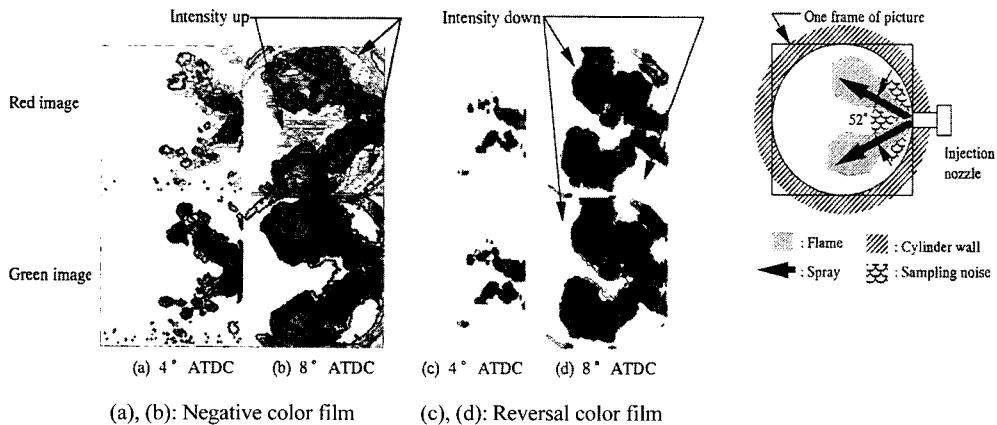 Intensity up
Intensity down
One frame of picture
Red image
52°
Injection
nozzle
Green image
: Flame
: Cylinder wall
: Spray
: Sampling noise
(a) 4° ATDC
(b) 8° ATDC
(c) 4° ATDC
(d) 8° ATDC
(a), (b): Negative color film
(c), (d): Reversal color film